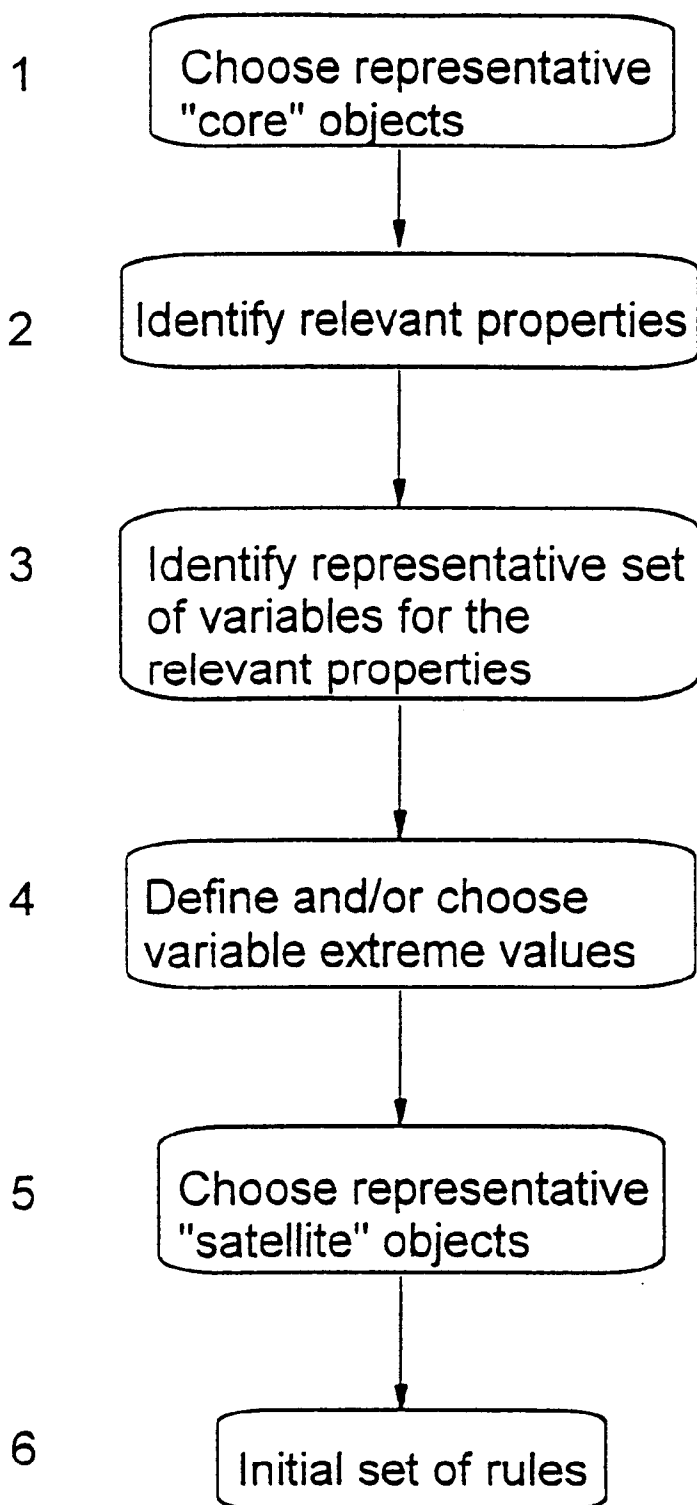 1
Choose representative
"core" objects
2
Identify relevant properties
3
Identify representative set
of variables for the
relevant properties
4
Define and/or choose
variable extreme values
5
Choose representative
"satellite" objects
6
Initial set of rules